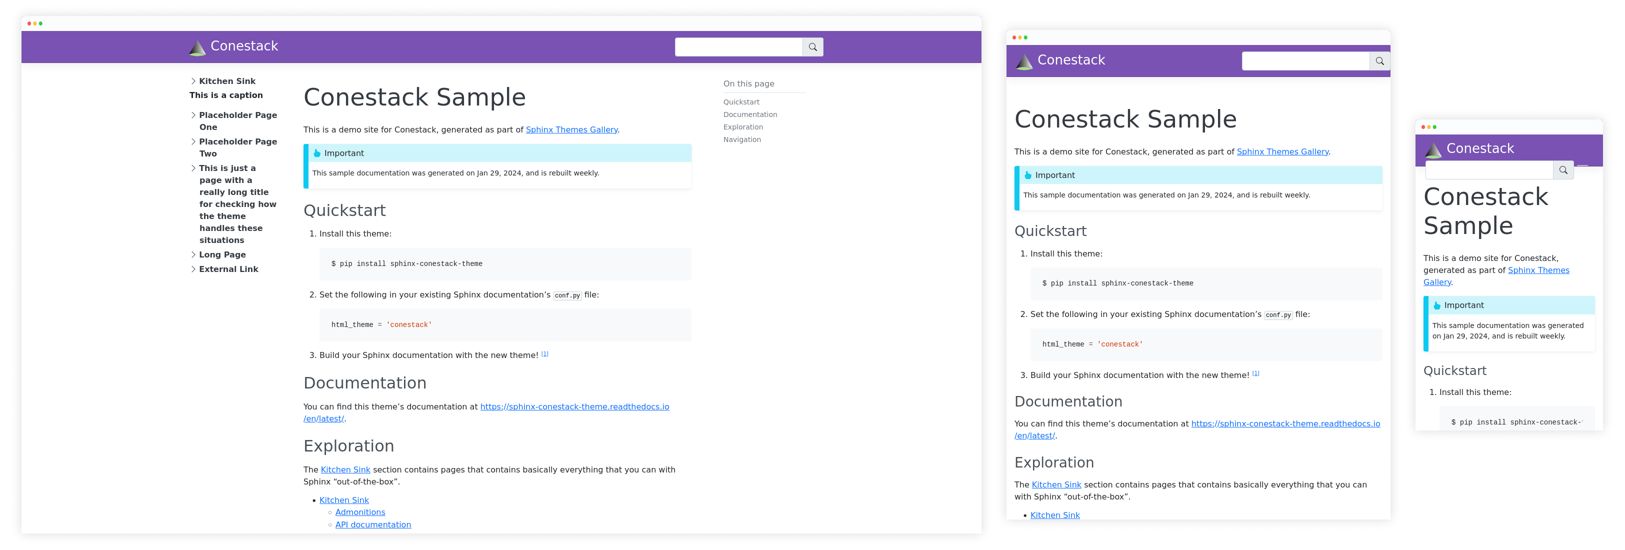 Conestack
Kitchen Sink
This is a caption
Placeholder Page
One
Placeholder Page
Two
This is just a
page with a
really long title
for checking how
the theme
handles these
situations
Long Page
External Link
Conestack Sample
This is a demo site for Conestack, generated as part of Sphinx Themes Gallery.
Important
This sample documentation was generated on Jan 29, 2024, and is rebuilt weekly.
Quickstart
1. Install this theme:
$ pip install sphinx-conestack-theme
2. Set the following in your existing Sphinx documentation’s conf.py file:
html_theme = 'conestack'
3. Build your Sphinx documentation with the new theme! [1]
Documentation
You can find this theme’s documentation at https://sphinx-conestack-theme.readthedocs.io
/en/latest/.
Exploration
The Kitchen Sink section contains pages that contains basically everything that you can with
Sphinx “out-of-the-box”.
• Kitchen Sink
◦ Admonitions
◦ API documentation
On this page
Quickstart
Documentation
Exploration
Navigation
Conestack
Conestack Sample
This is a demo site for Conestack, generated as part of Sphinx Themes Gallery.
Important
This sample documentation was generated on Jan 29, 2024, and is rebuilt weekly.
Quickstart
1. Install this theme:
$ pip install sphinx-conestack-theme
2. Set the following in your existing Sphinx documentation’s conf.py file:
html_theme = 'conestack'
3. Build your Sphinx documentation with the new theme! [1]
Documentation
You can find this theme’s documentation at https://sphinx-conestack-theme.readthedocs.io
/en/latest/.
Exploration
The Kitchen Sink section contains pages that contains basically everything that you can
with Sphinx “out-of-the-box”.
• Kitchen Sink
Conestack
Conestack
Sample
This is a demo site for Conestack,
generated as part of Sphinx Themes
Gallery.
Important
This sample documentation was generated
on Jan 29, 2024, and is rebuilt weekly.
Quickstart
1. Install this theme:
$ pip install sphinx-conestack-